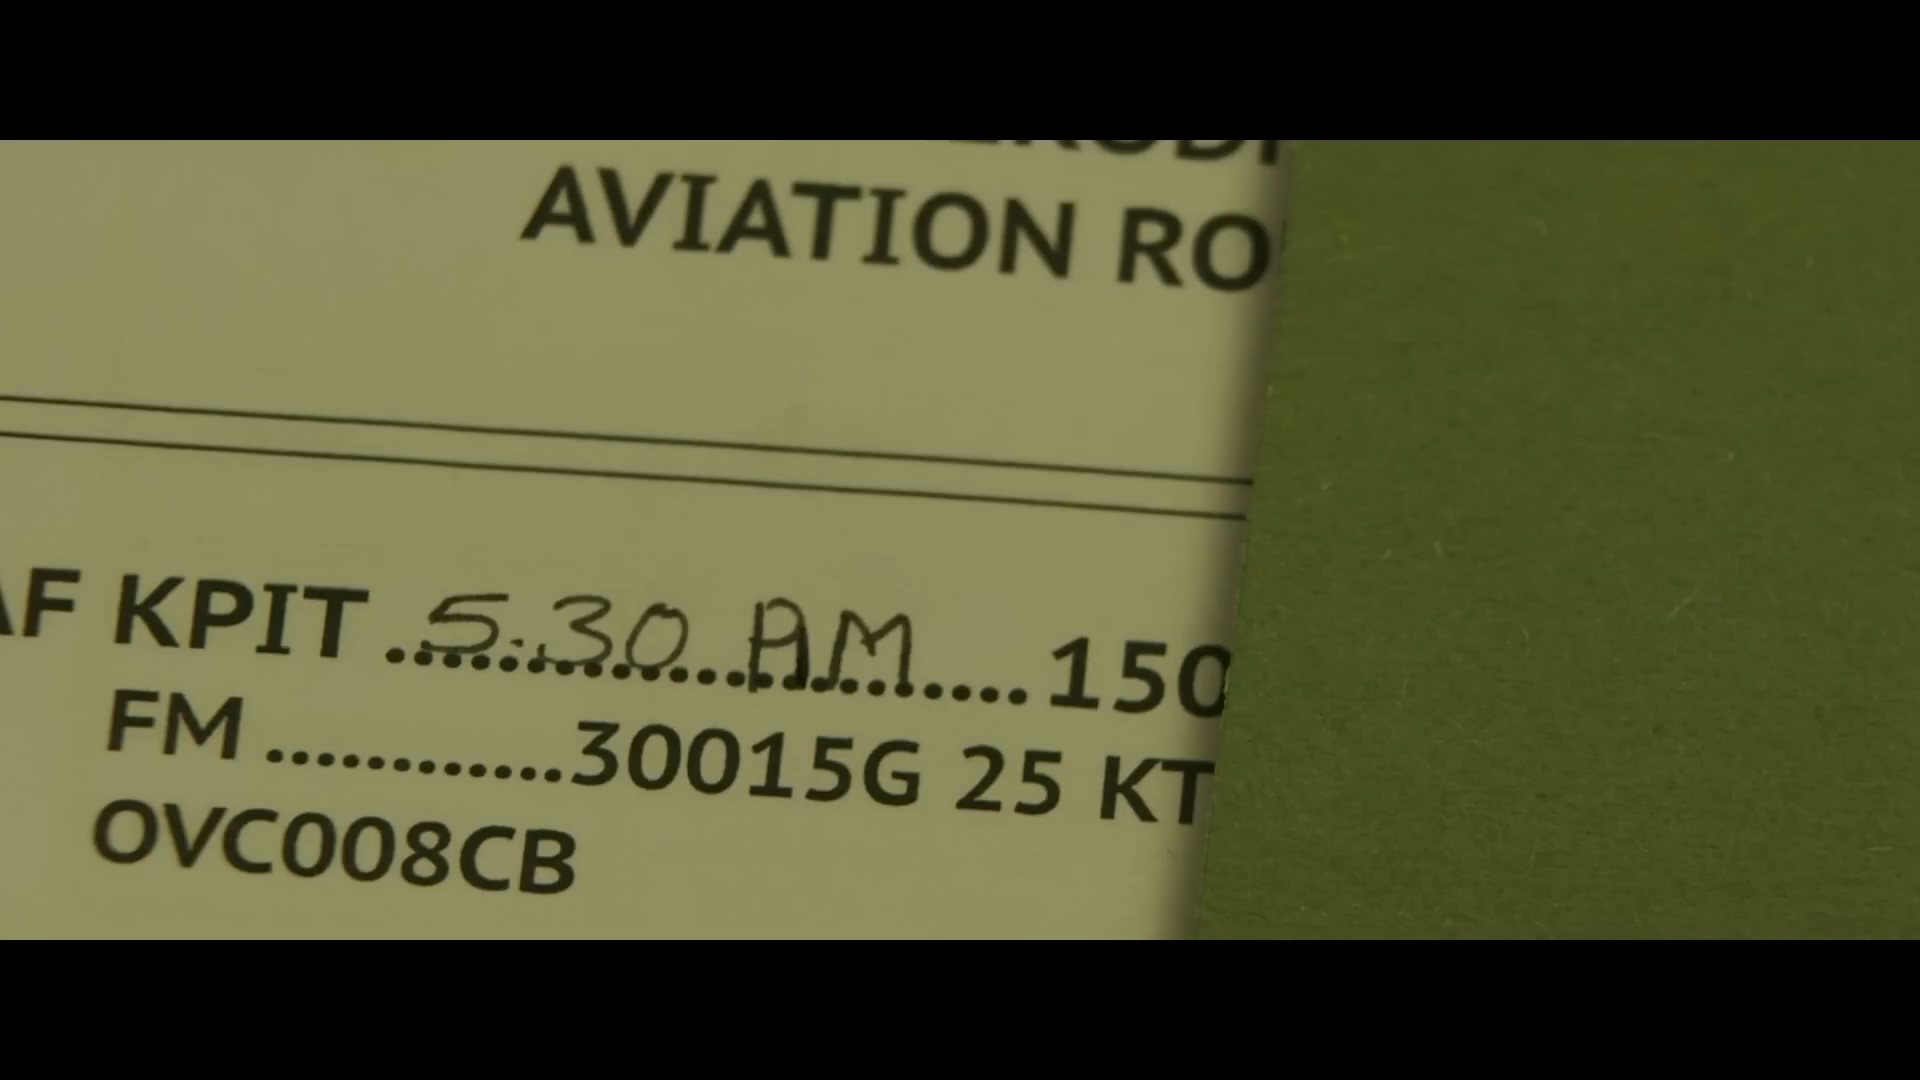 AVIATION RO
AF KPIT ..5:30 AM.... 150
FM ............30015G 25 KT
OVC008CB